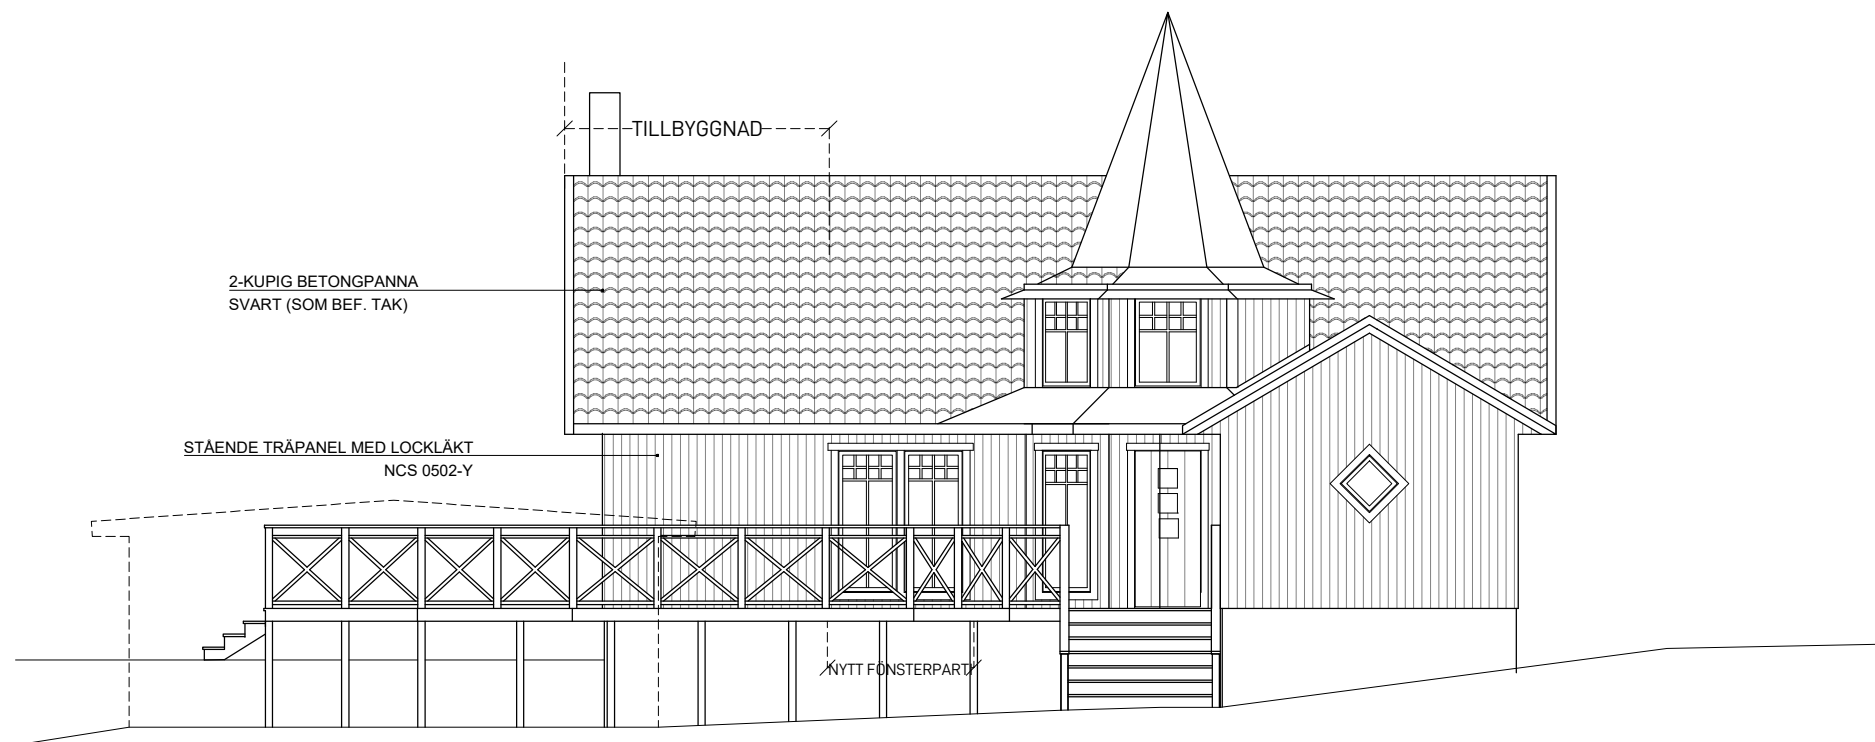 TILLBYGGNAD
2-KUPIG BETONGPANNA
SVART (SOM BEF. TAK)
STÅENDE TRÄPANEL MED LOCKLÄKT
NCS 0502-Y
NYTT FÖNSTERPARTI